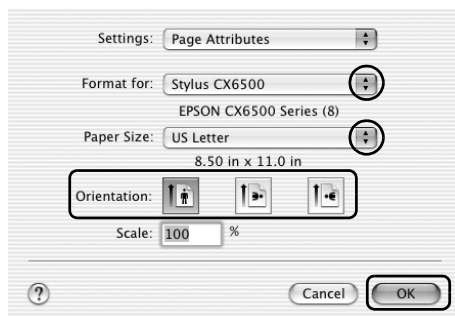 Settings: Page Attributes
Format for: Stylus CX6500
EPSON CX6500 Series (8)
Paper Size: US Letter
8.50 in x 11.0 in
Orientation:
Scale: 100 %
? Cancel OK